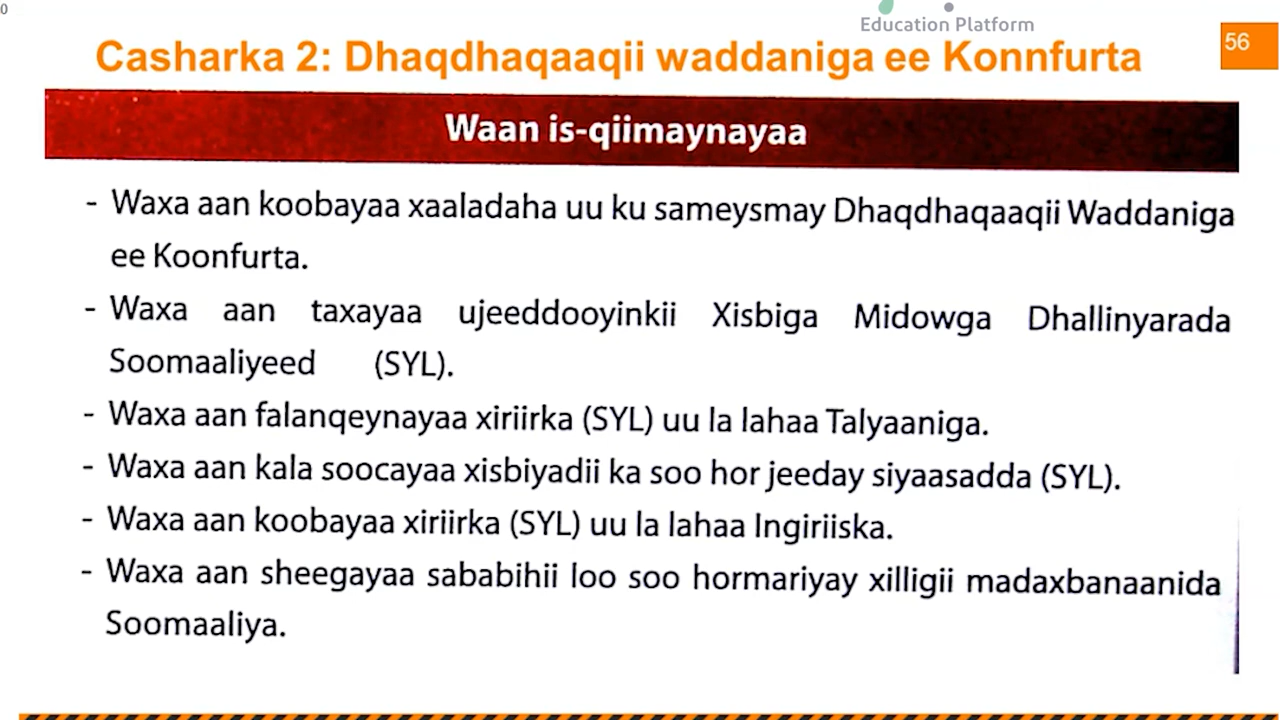 0
Education Platform
56
Casharka 2: Dhaqdhaqaaqii waddaniga ee Konnfurta
Waan is-qiimaynayaa
- Waxa aan koobayaa xaaladaha uu ku sameysmay Dhaqdhaqaaqii Waddaniga
ee Koonfurta.
- Waxa aan taxayaa ujeeddooyinkii Xisbiga Midowga Dhallinyarada
Soomaaliyeed (SYL).
- Waxa aan falanqeynayaa xiriirka (SYL) uu la lahaa Talyaaniga.
- Waxa aan kala soocayaa xisbiyadii ka soo hor jeeday siyaasadda (SYL).
- Waxa aan koobayaa xiriirka (SYL) uu la lahaa Ingiriiska.
- Waxa aan sheegayaa sababihii loo soo hormariyay xilligii madaxbanaanida
Soomaaliya.